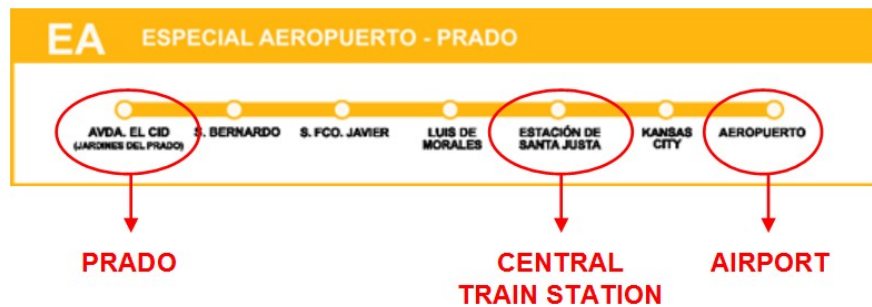 EA ESPECIAL AEROPUERTO - PRADO
AVDA. EL CID
(JARDINES DEL PRADO)
S. BERNARDO
S. FCO. JAVIER
LUIS DE
MORALES
ESTACIÓN DE
SANTA JUSTA
KANSAS
CITY
AEROPUERTO
PRADO
CENTRAL
TRAIN STATION
AIRPORT